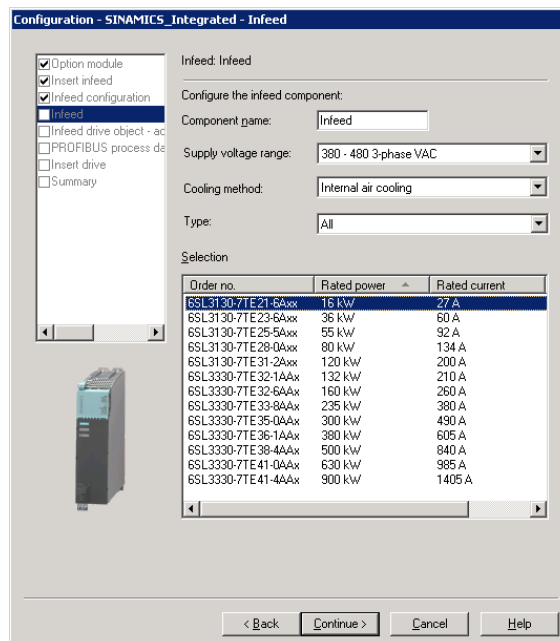 Configuration - SINAMICS_Integrated - Infeed
Option module
Insert infeed
Infeed configuration
Infeed
Infeed drive object - ac
PROFIBUS process da
Insert drive
Summary
Infeed: Infeed
Configure the infeed component:
Component name: Infeed
Supply voltage range: 380 - 480 3-phase VAC
Cooling method: Internal air cooling
Type: All
Selection
Order no. Rated power Rated current
6SL3130-7TE21-6Axx 16 kW 27 A
6SL3130-7TE23-6Axx 36 kW 60 A
6SL3130-7TE25-5Axx 55 kW 92 A
6SL3130-7TE28-0Axx 80 kW 134 A
6SL3130-7TE31-2Axx 120 kW 200 A
6SL3330-7TE32-1AAx 132 kW 210 A
6SL3330-7TE32-6AAx 160 kW 260 A
6SL3330-7TE33-8AAx 235 kW 380 A
6SL3330-7TE35-0AAx 300 kW 490 A
6SL3330-7TE36-1AAx 380 kW 605 A
6SL3330-7TE38-4AAx 500 kW 840 A
6SL3330-7TE41-0AAx 630 kW 985 A
6SL3330-7TE41-4AAx 900 kW 1405 A
< Back Continue > Cancel Help